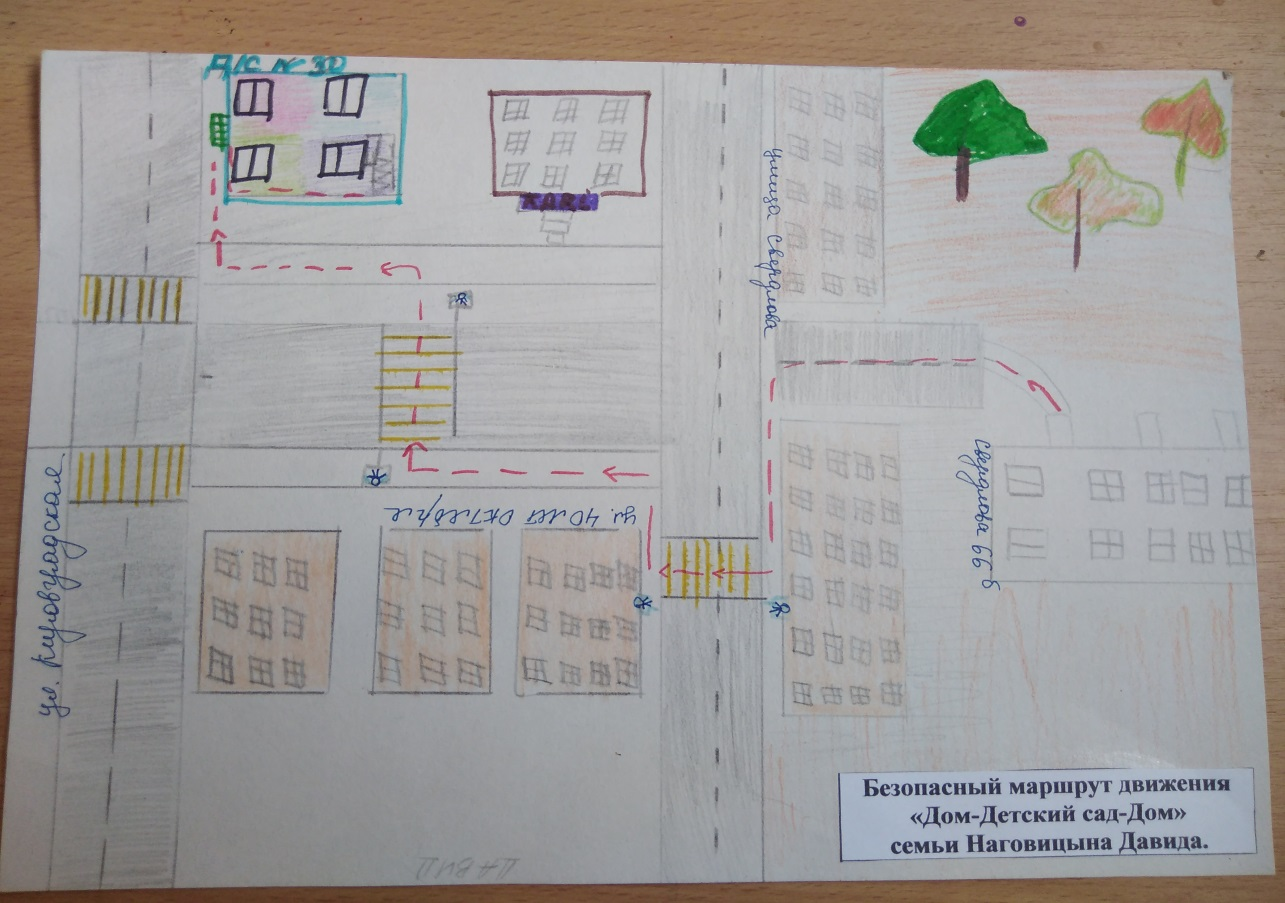 Д/С № 30
улица Свердлова
Свердлова 66-б
ул. 40 лет октября
ул. Кировградская
Безопасный маршрут движения
«Дом-Детский сад-Дом»
семьи Наговицына Давида.
ДАВИД